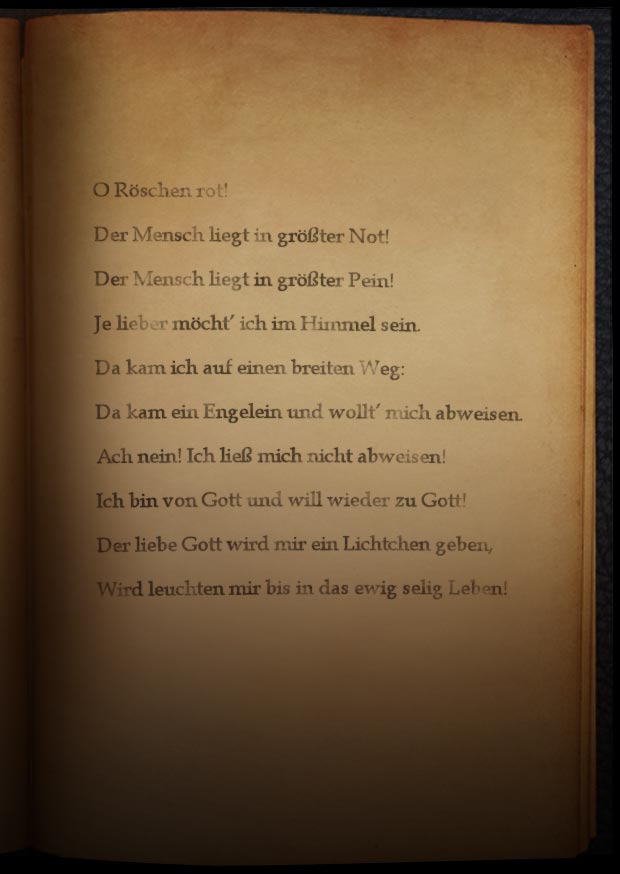 O Röschen rot!
Der Mensch liegt in größter Not!
Der Mensch liegt in größter Pein!
Je lieber möcht′ ich im Himmel sein.
Da kam ich auf einen breiten Weg:
Da kam ein Engelein und wollt′ mich abweisen.
Ach nein! Ich ließ mich nicht abweisen!
Ich bin von Gott und will wieder zu Gott!
Der liebe Gott wird mir ein Lichtchen geben,
Wird leuchten mir bis in das ewig selig Leben!